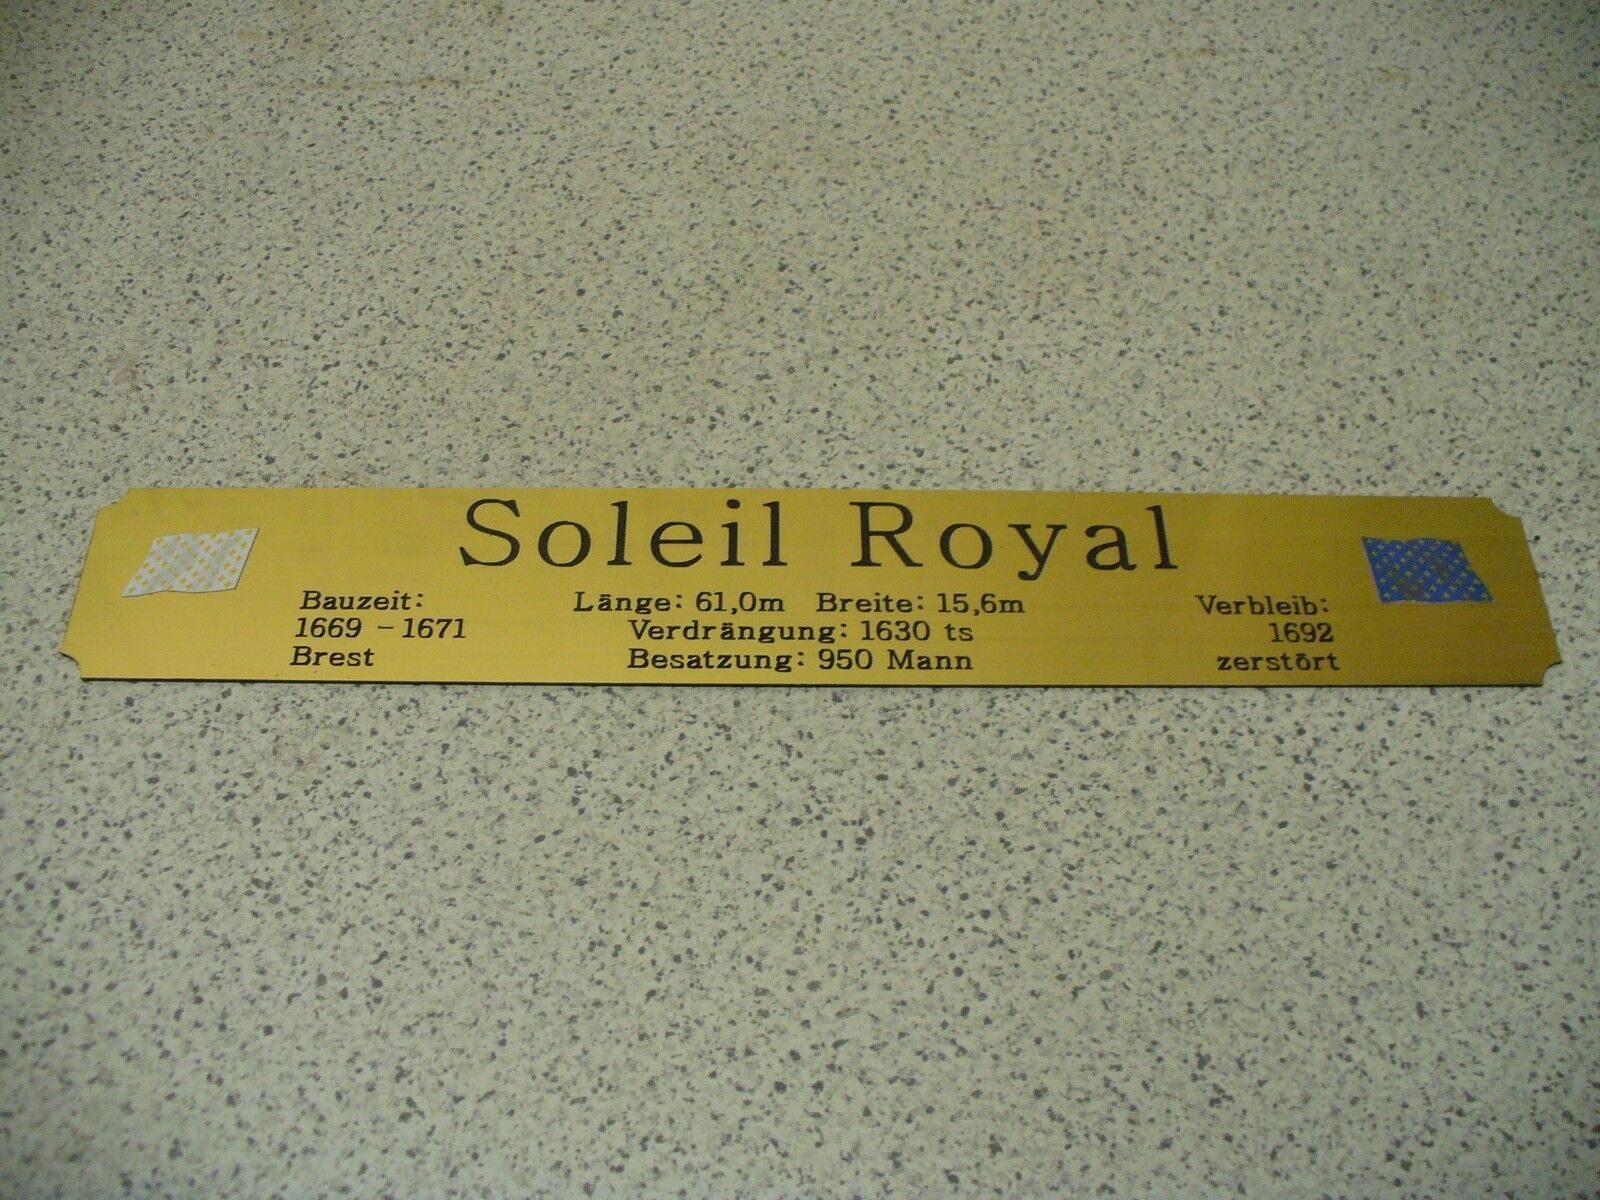 Soleil Royal
Bauzeit:
1669 - 1671
Brest
Länge: 61,0m Breite: 15,6m
Verdrängung: 1630 ts
Besatzung: 950 Mann
Verbleib:
1692
zerstört